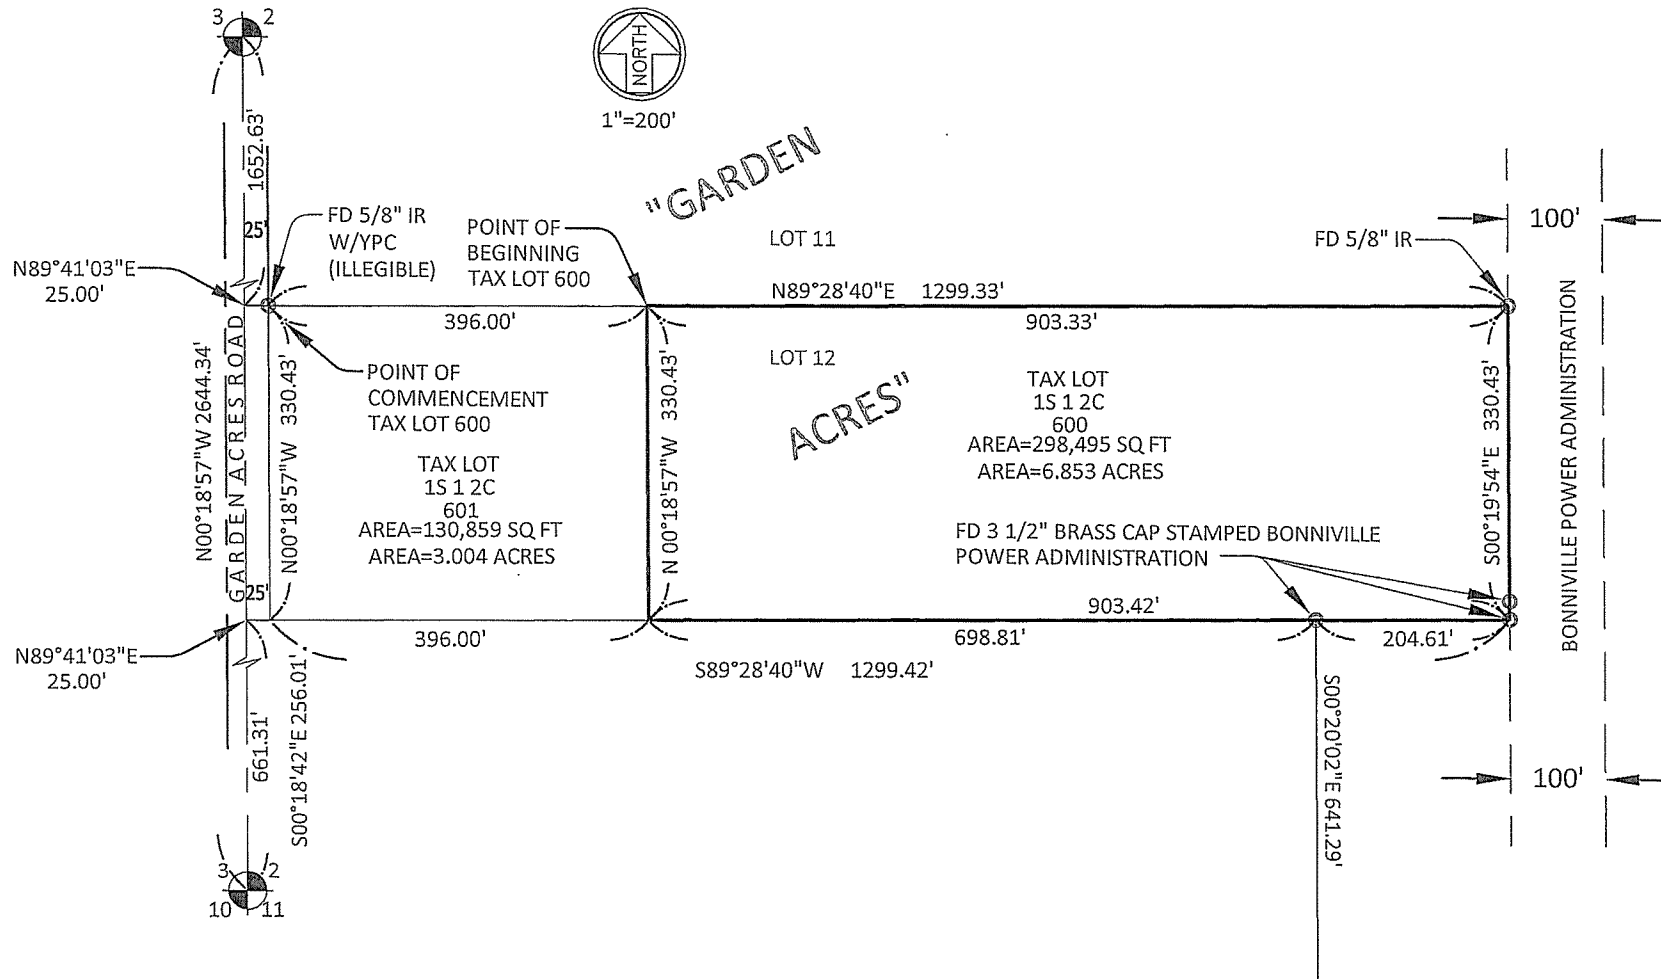 3 2
NORTH
1"=200'
1652.63'
"GARDEN
25'
FD 5/8" IR
W/YPC
(ILLEGIBLE)
POINT OF
BEGINNING
TAX LOT 600
LOT 11
FD 5/8" IR
100'
N89°41'03"E
25.00'
N89°28'40"E 1299.33'
396.00'
903.33'
BONNIVILLE POWER ADMINISTRATION
N00°18'57"W 2644.34'
GARDEN ACRES ROAD
N00°18'57"W 330.43'
POINT OF
COMMENCEMENT
TAX LOT 600
N 00°18'57"W 330.43'
LOT 12
ACRES"
TAX LOT
1S 1 2C
600
AREA=298,495 SQ FT
AREA=6.853 ACRES
S00°19'54"E 330.43'
TAX LOT
1S 1 2C
601
AREA=130,859 SQ FT
AREA=3.004 ACRES
FD 3 1/2" BRASS CAP STAMPED BONNIVILLE
POWER ADMINISTRATION
25'
903.42'
396.00'
698.81'
204.61'
N89°41'03"E
25.00'
S89°28'40"W 1299.42'
661.31'
S00°18'42"E 256.01'
S00°20'02"E 641.29'
100'
3 2
10 11